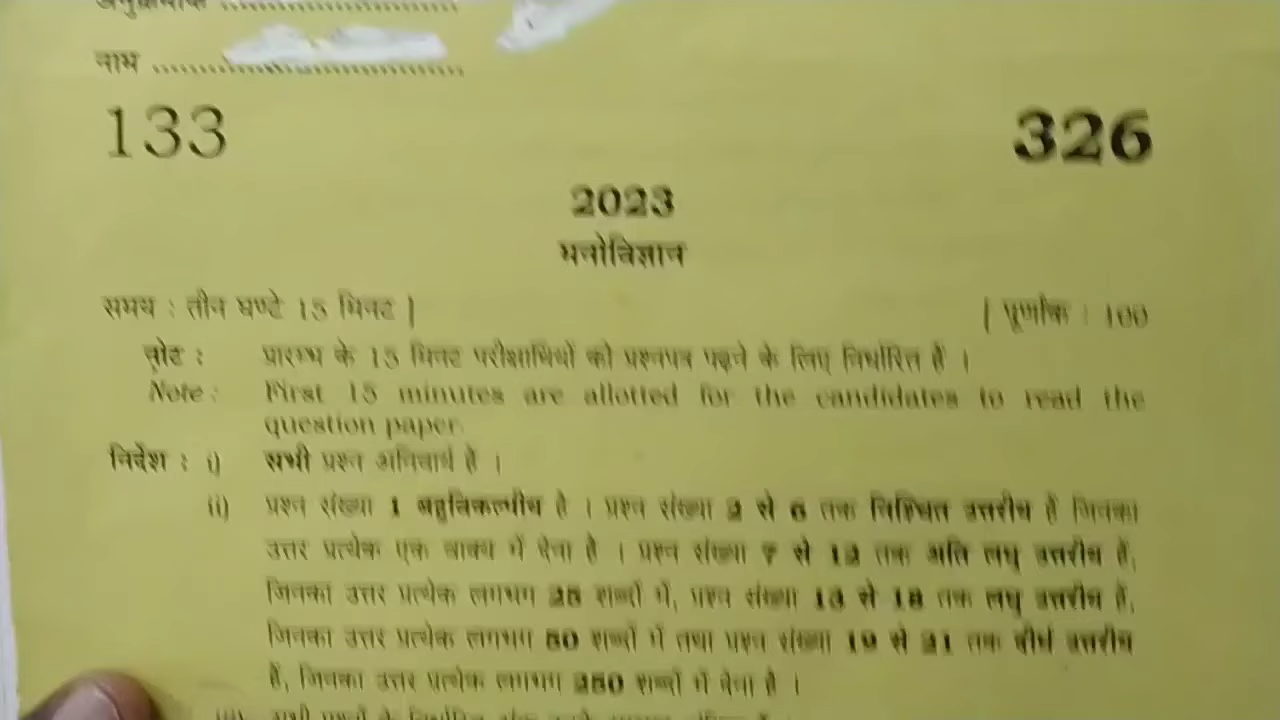 अनुक्रमांक ..............................
नाम ........................................
133
326
2023
मनोविज्ञान
समय : तीन घण्टे 15 मिनट ]
[ पूर्णांक : 100
नोट : प्रारम्भ के 15 मिनट परीक्षार्थियों को प्रश्नपत्र पढ़ने के लिए निर्धारित हैं ।
Note : First 15 minutes are allotted for the candidates to read the
question paper.
निर्देश : i) सभी प्रश्न अनिवार्य हैं ।
ii) प्रश्न संख्या 1 बहुविकल्पीय है । प्रश्न संख्या 2 से 6 तक निश्चित उत्तरीय हैं जिनका
उत्तर प्रत्येक एक वाक्य में देना है । प्रश्न संख्या 7 से 12 तक अति लघु उत्तरीय हैं,
जिनका उत्तर प्रत्येक लगभग 25 शब्दों में, प्रश्न संख्या 13 से 18 तक लघु उत्तरीय हैं,
जिनका उत्तर प्रत्येक लगभग 50 शब्दों में तथा प्रश्न संख्या 19 से 21 तक दीर्घ उत्तरीय
हैं, जिनका उत्तर प्रत्येक लगभग 250 शब्दों में देना है ।